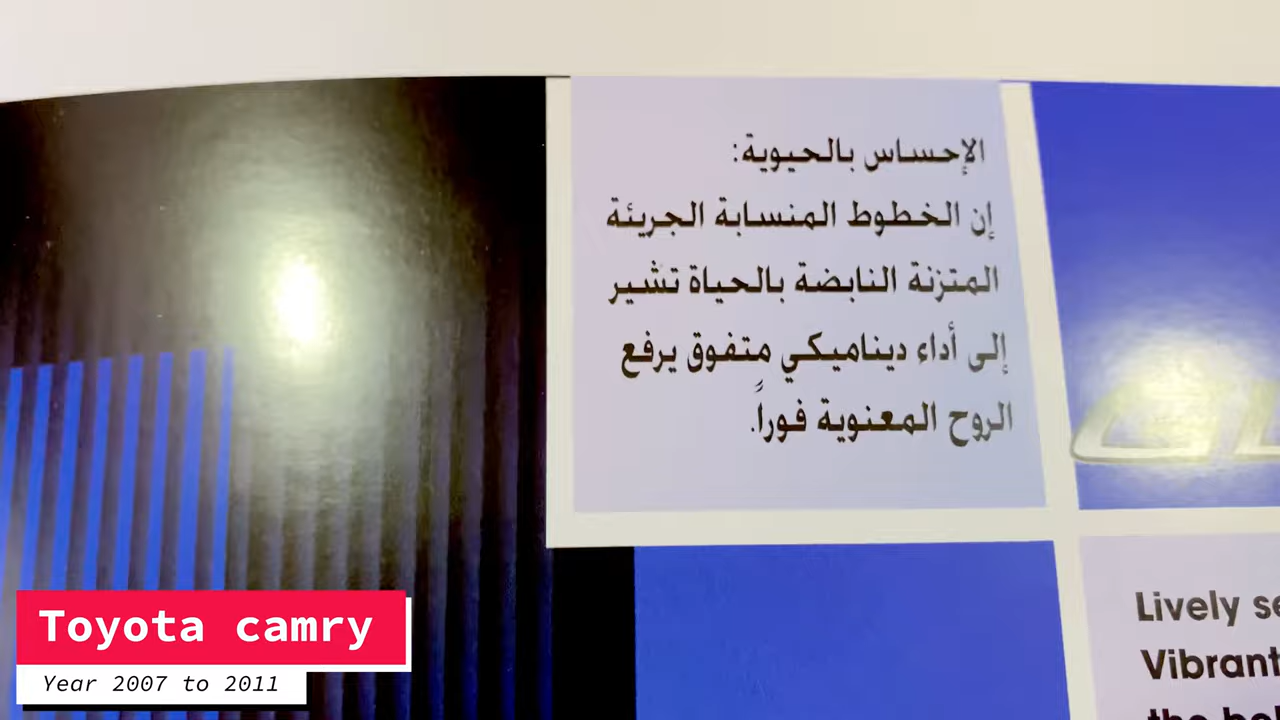 الإحساس بالحيوية:
إن الخطوط المنسابة الجريئة
المتزنة النابضة بالحياة تشير
إلى أداء ديناميكي متفوق يرفع
الروح المعنوية فوراً.
Lively
Vibrant
Toyota camry
Year 2007 to 2011